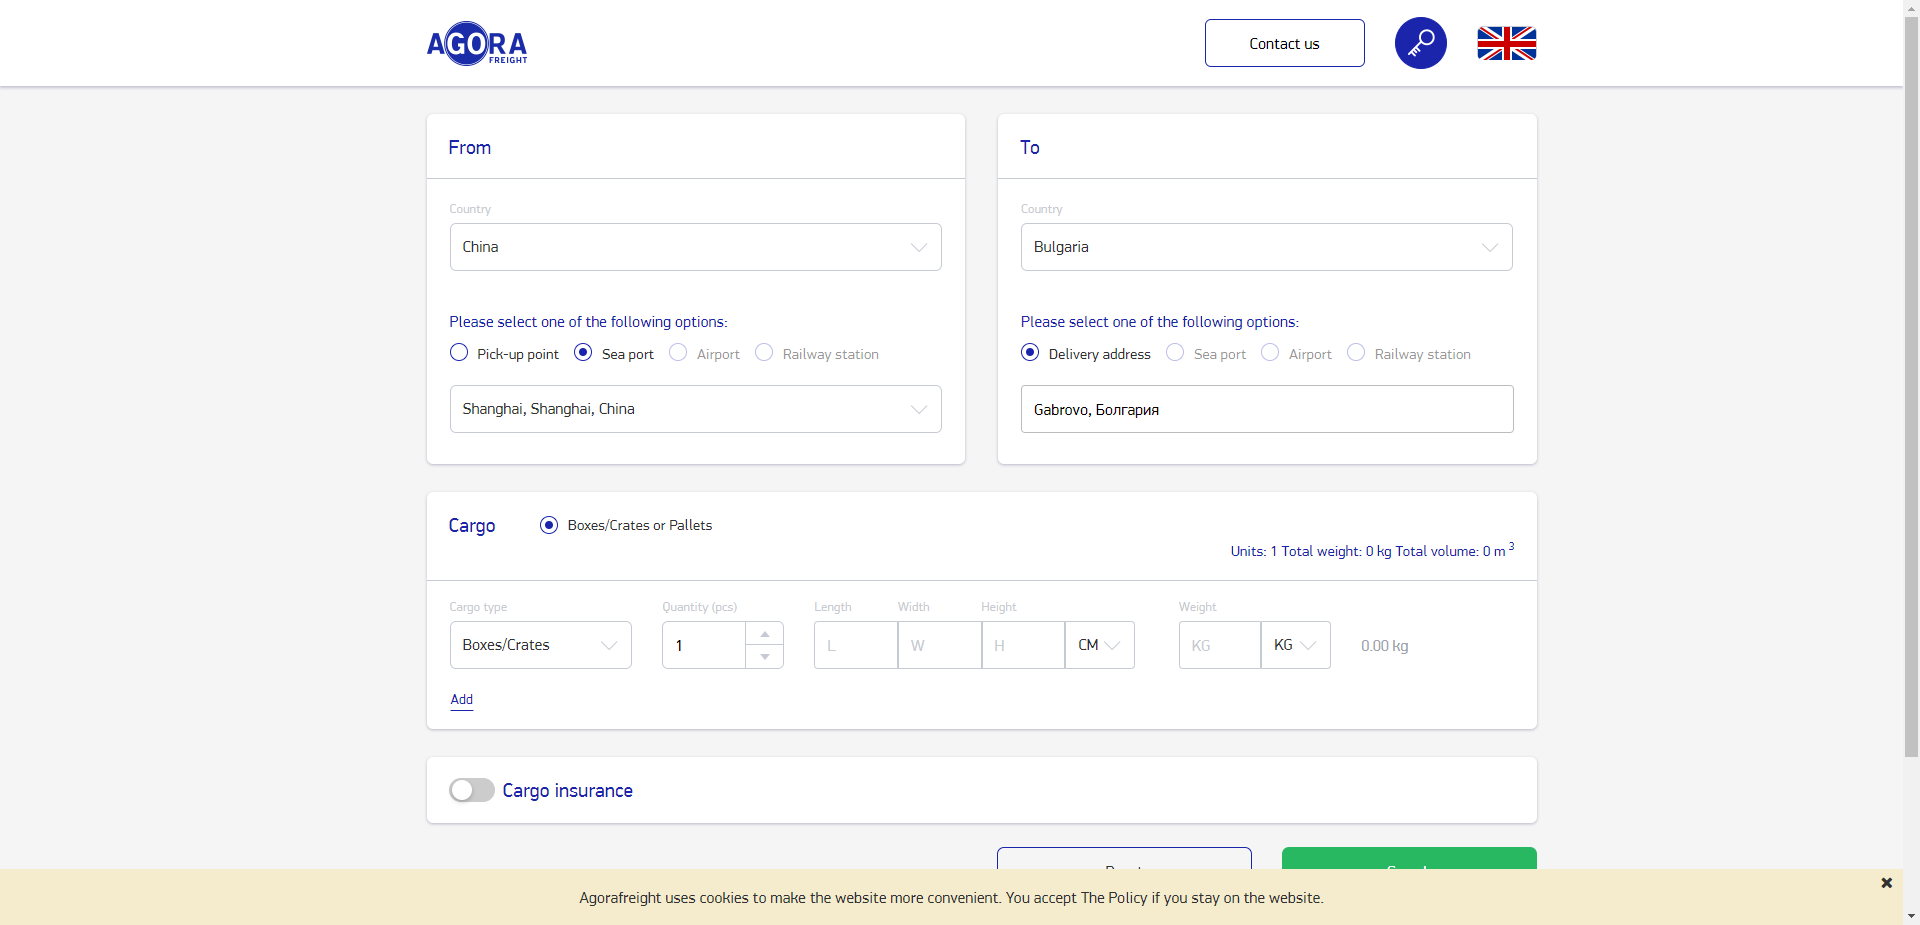 AGORA
FREIGHT
Contact us
From
To
Country
Country
China
Bulgaria
Please select one of the following options:
Please select one of the following options:
Pick-up point Sea port Airport Railway station
Delivery address Sea port Airport Railway station
Shanghai, Shanghai, China
Gabrovo, Болгария
Cargo
Boxes/Crates or Pallets
Units: 1 Total weight: 0 kg Total volume: 0 m 3
Cargo type Quantity (pcs) Length Width Height Weight
Boxes/Crates 1 L W H CM KG KG 0.00 kg
Add
Cargo insurance
Agorafreight uses cookies to make the website more convenient. You accept The Policy if you stay on the website.